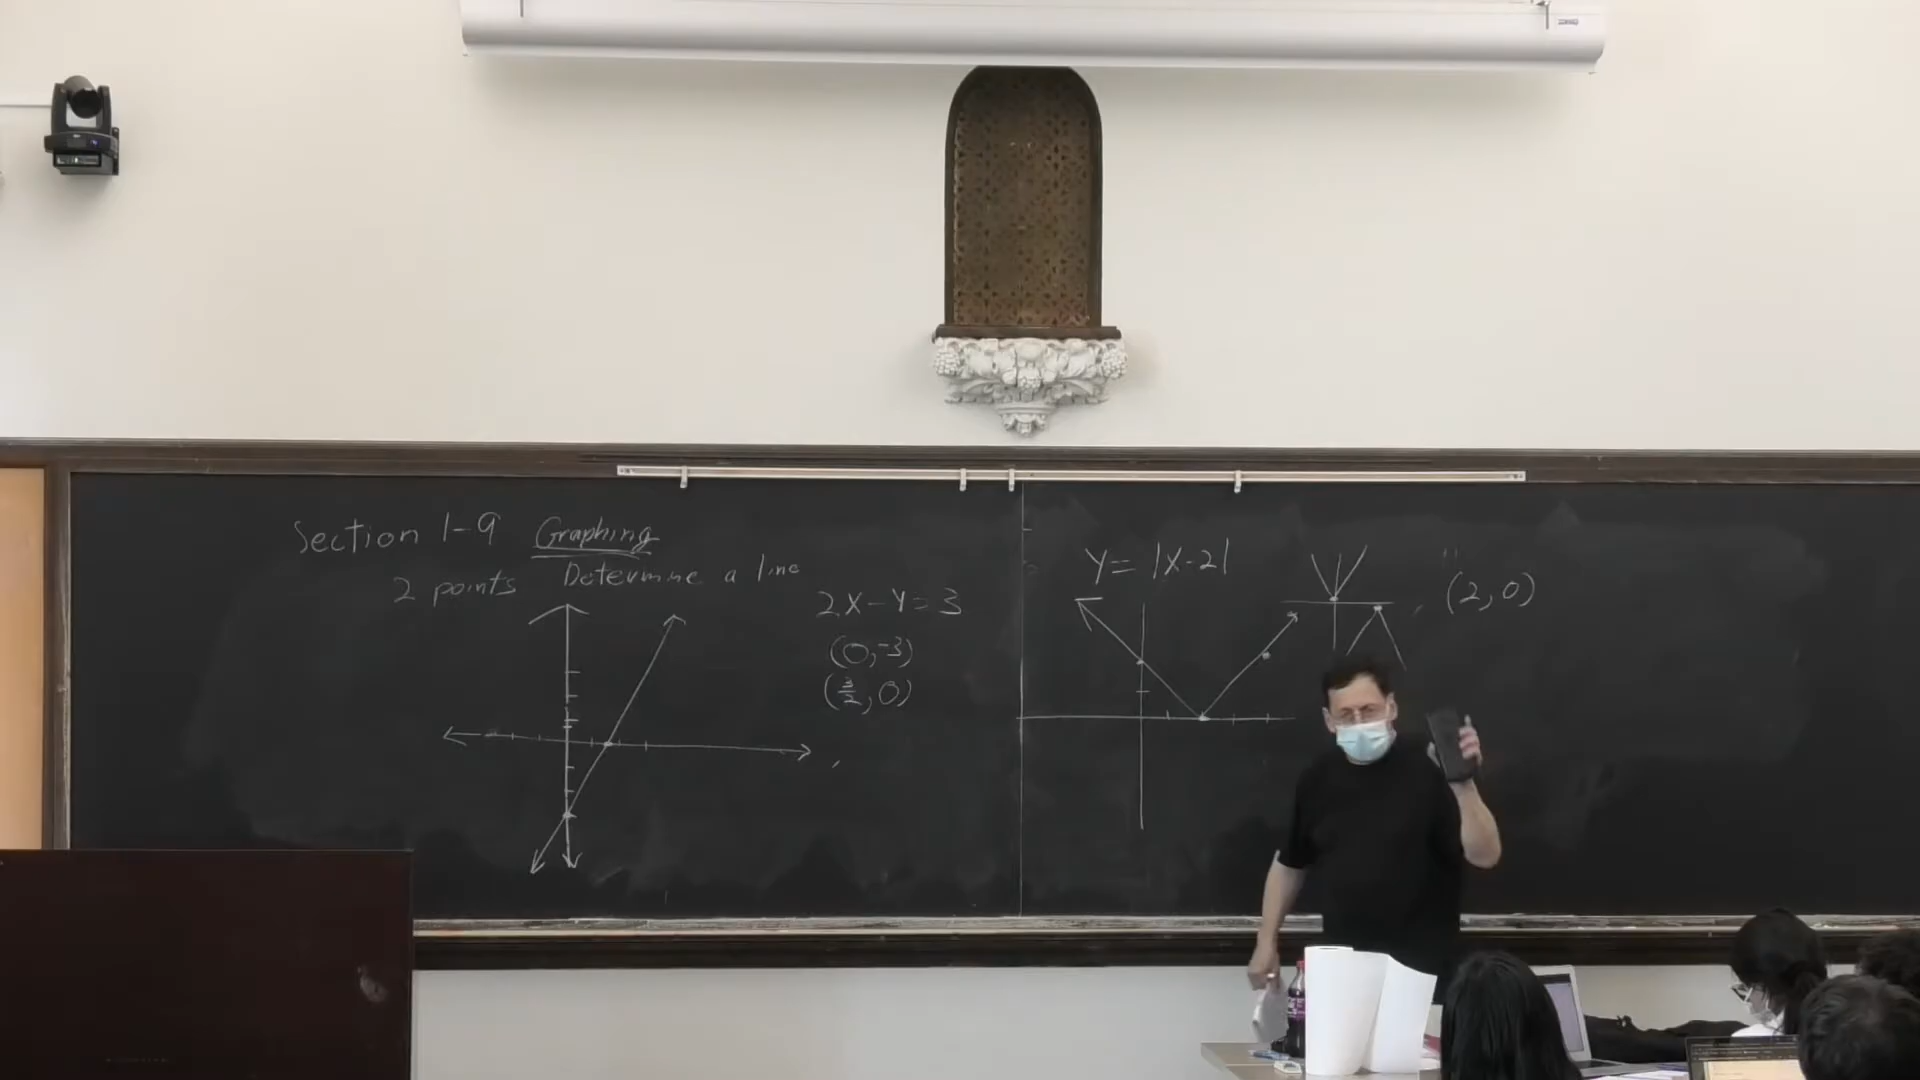 Section 1-9 Graphing
2 points Determine a line
2X-Y=3
(0,-3)
(3/2,0)
Y=|X-2|
(2,0)